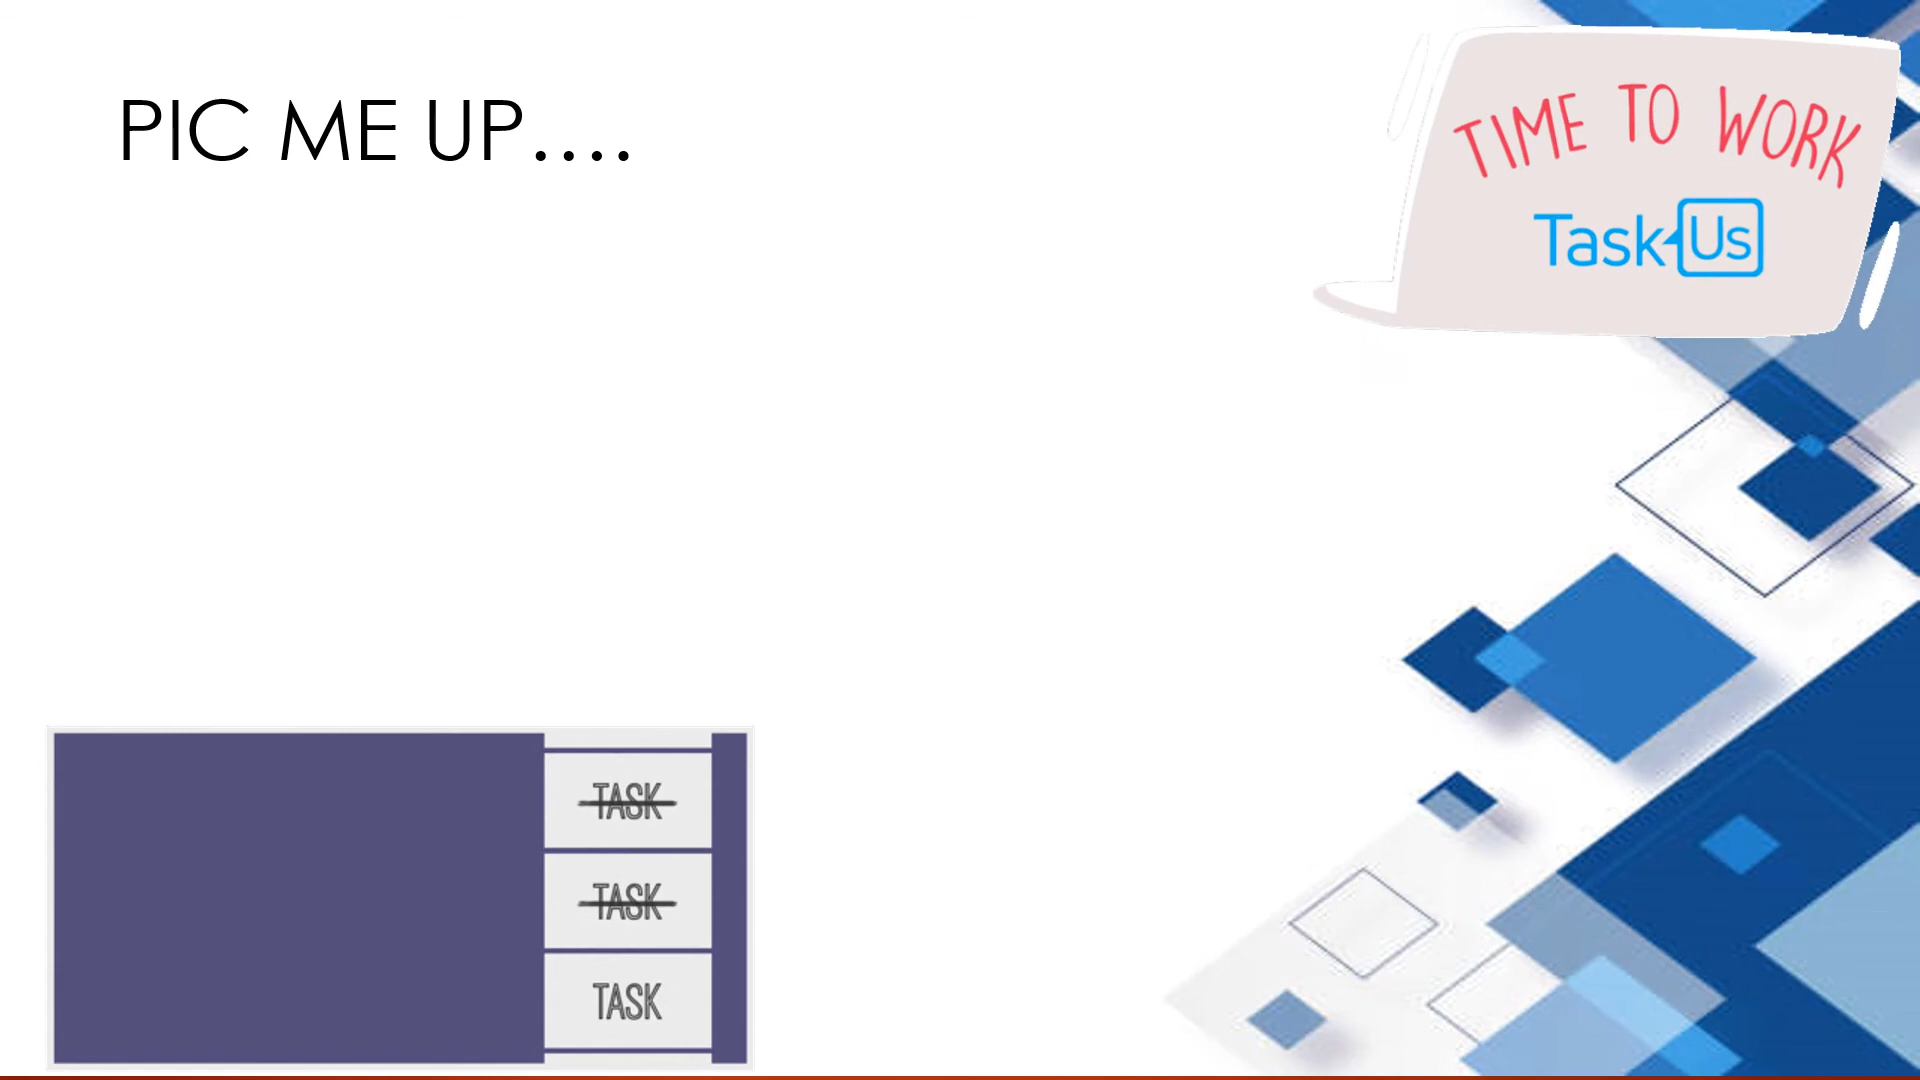 PIC ME UP....
TIME TO WORK
TaskUs
TASK
TASK
TASK